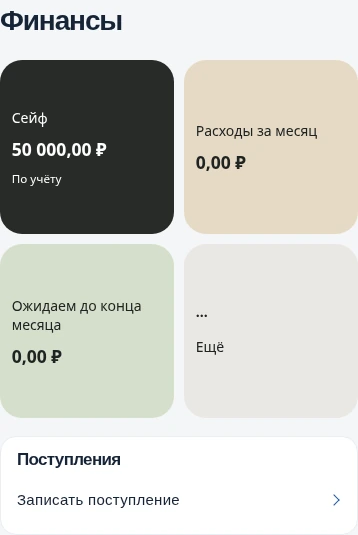 Финансы
Сейф
50 000,00 ₽
По учёту
Расходы за месяц
0,00 ₽
Ожидаем до конца
месяца
0,00 ₽
...
Ещё
Поступления
Записать поступление